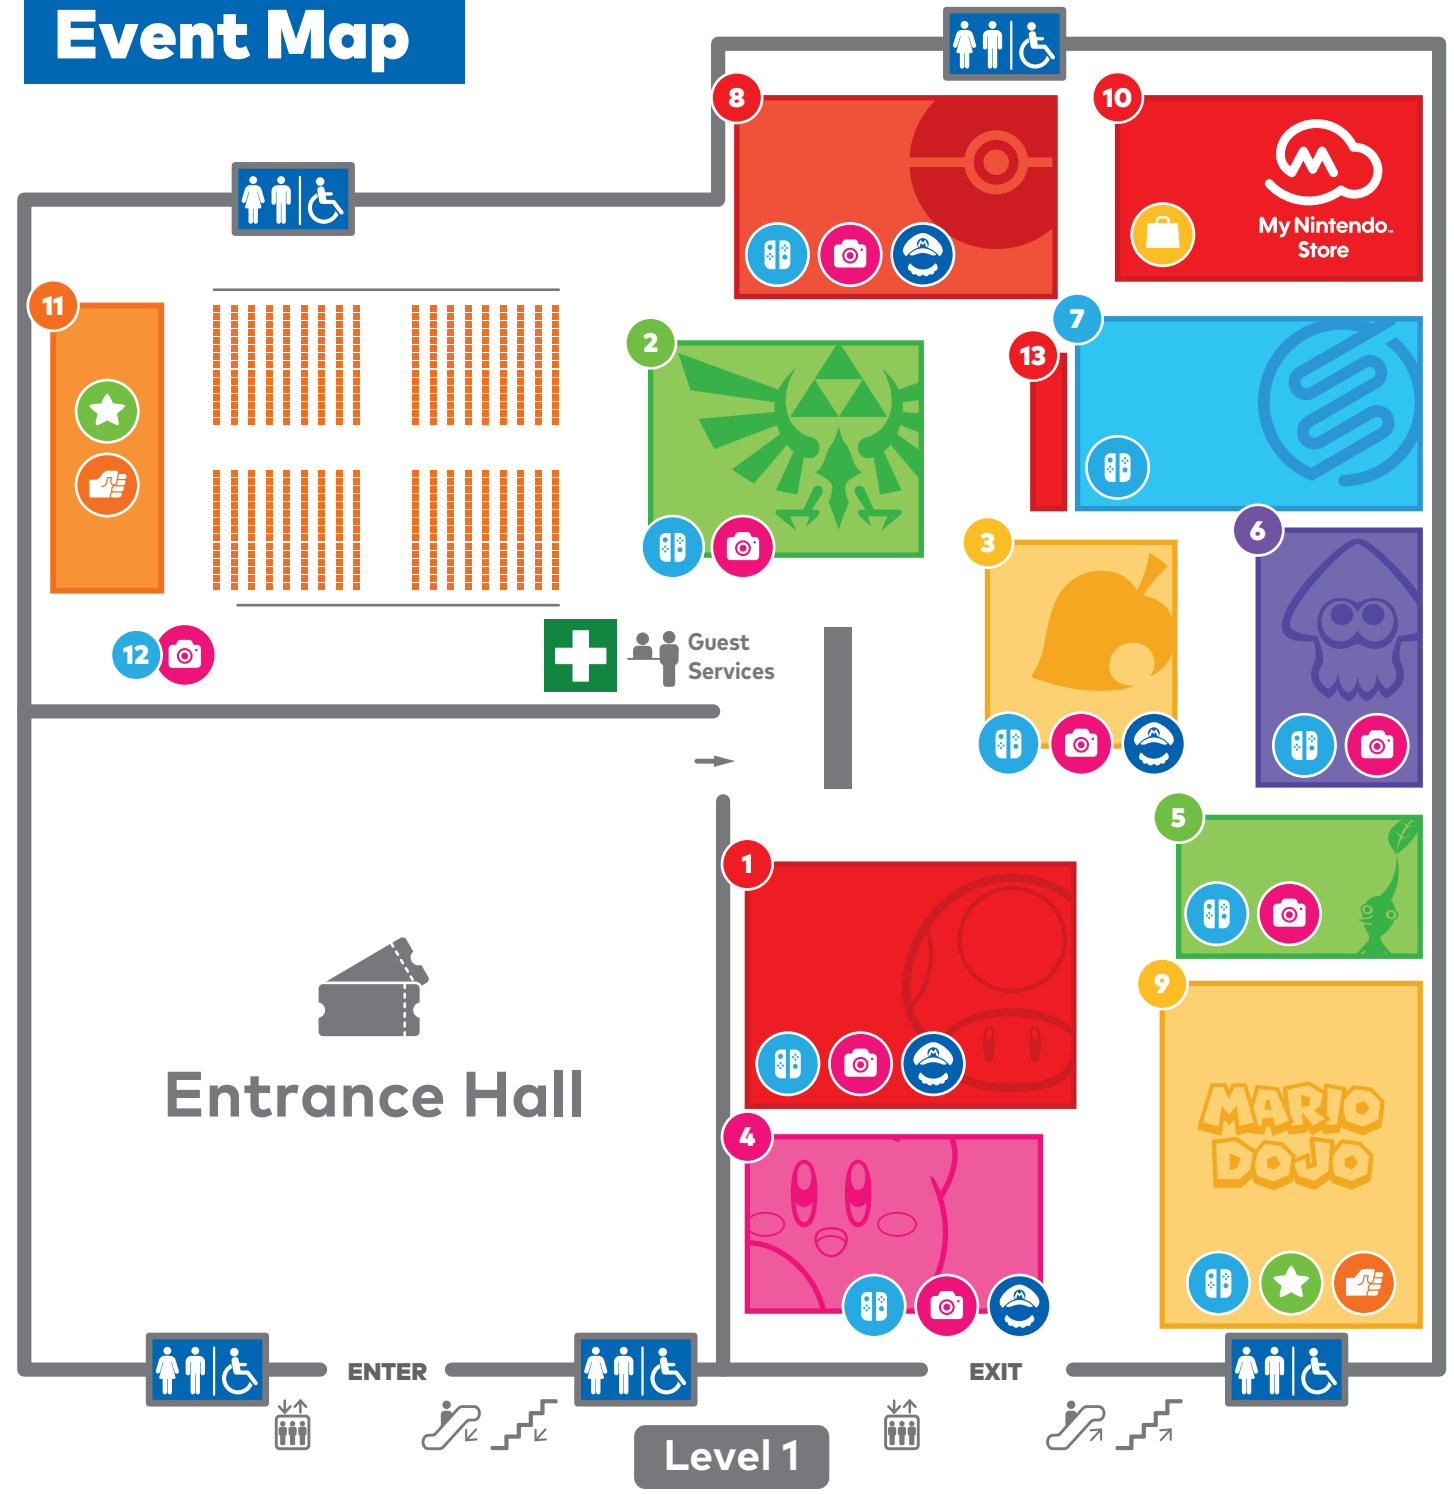 Event Map
8
10
My Nintendo™
Store
11
2
7
13
3
6
12
Guest
Services
5
1
9
Entrance Hall
MARIO
DOJO
4
ENTER
EXIT
Level 1